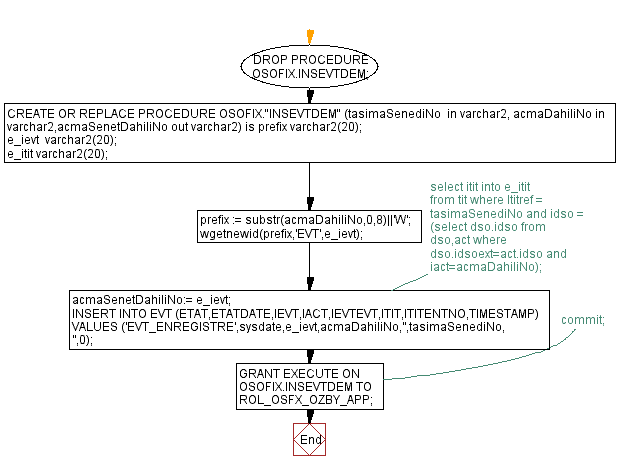 DROP PROCEDURE
OSOFIX.INSEVTDEM;
CREATE OR REPLACE PROCEDURE OSOFIX."INSEVTDEM" (tasimaSenediNo in varchar2, acmaDahiliNo in
varchar2,acmaSenetDahiliNo out varchar2) is prefix varchar2(20);
e_ievt varchar2(20);
e_itit varchar2(20);
select itit into e_itit
from tit where ltitref =
tasimaSenediNo and idso =
(select dso.idso from
dso,act where
dso.idsoext=act.idso and
iact=acmaDahiliNo);
prefix := substr(acmaDahiliNo,0,8)||'W';
wgetnewid(prefix,'EVT',e_ievt);
acmaSenetDahiliNo:= e_ievt;
INSERT INTO EVT (ETAT,ETATDATE,IEVT,IACT,IEVTEVT,ITIT,ITITENTNO,TIMESTAMP)
VALUES ('EVT_ENREGISTRE',sysdate,e_ievt,acmaDahiliNo,'',tasimaSenediNo,
'',0);
commit;
GRANT EXECUTE ON
OSOFIX.INSEVTDEM TO
ROL_OSFX_OZBY_APP;
End